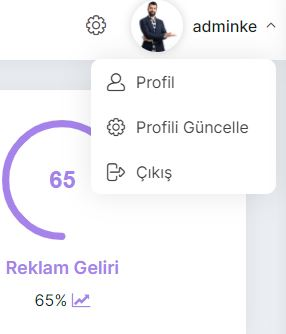 adminke
Profil
Profili Güncelle
Çıkış
65
Reklam Geliri
65%